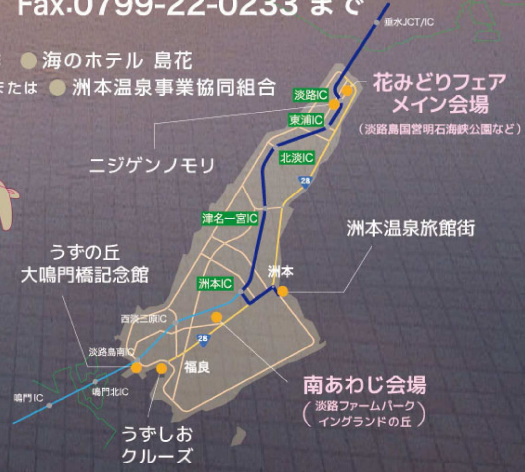 Fax.0799-22-0233 まで
海のホテル 島花
または 洲本温泉事業協同組合
垂水JCT/IC
花みどりフェア
メイン会場
(淡路島国営明石海峡公園など)
淡路IC
東浦IC
ニジゲンノモリ
北淡IC
28
津名一宮IC
洲本温泉旅館街
うずの丘
大鳴門橋記念館
洲本IC
洲本
西淡三原IC
28
淡路島南IC
福良
鳴門北IC
鳴門IC
南あわじ会場
(淡路ファームパーク
イングランドの丘)
うずしお
クルーズ